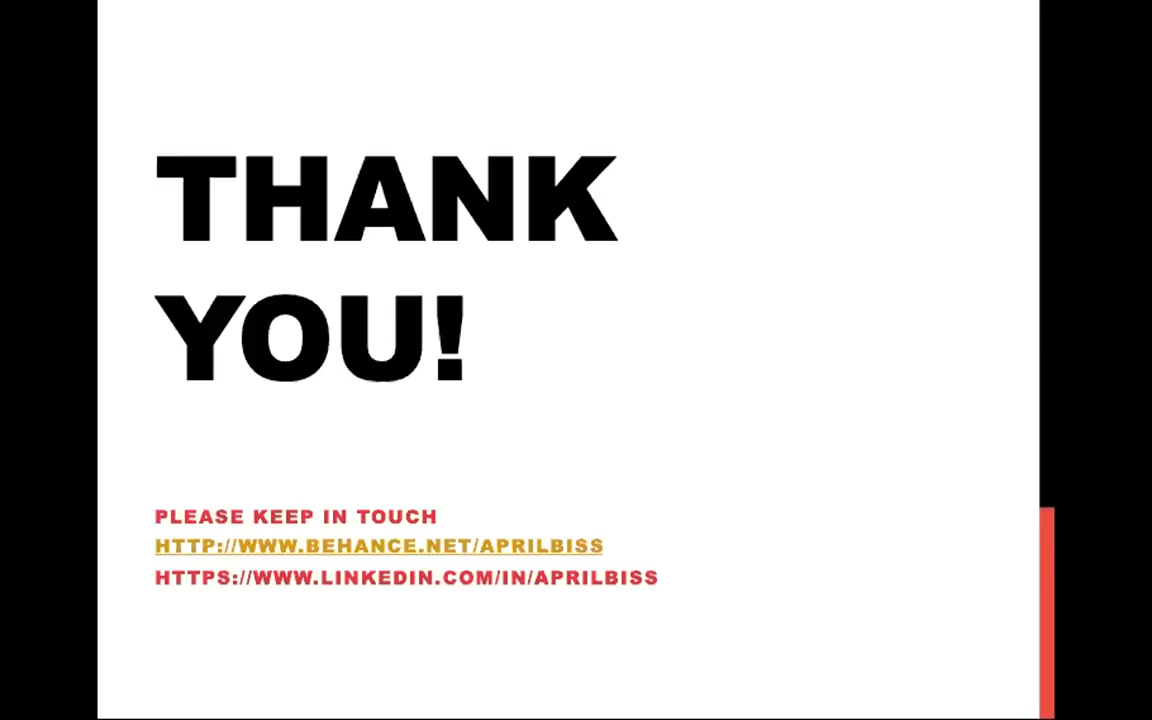 THANK
YOU!
PLEASE KEEP IN TOUCH
HTTP://WWW.BEHANCE.NET/APRILBISS
HTTPS://WWW.LINKEDIN.COM/IN/APRILBISS